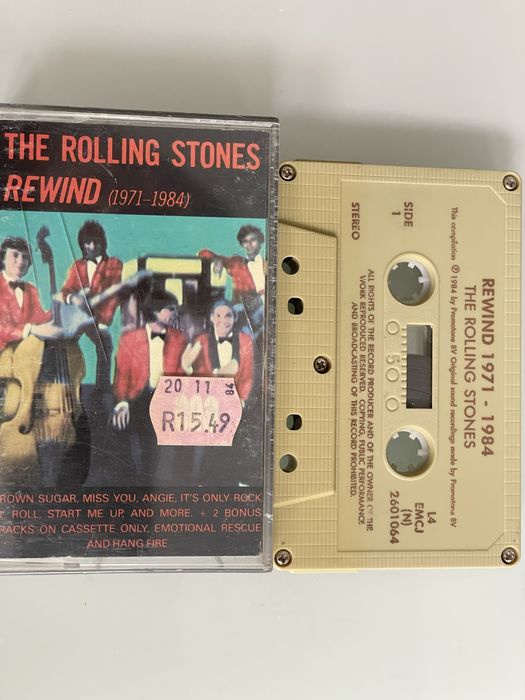 THE ROLLING STONES
REWIND (1971-1984)
20 11 84
R15.49
ROWN SUGAR, MISS YOU, ANGIE, IT'S ONLY ROCK
' ROLL, START ME UP, AND MORE. + 2 BONUS
RACKS ON CASSETTE ONLY, EMOTIONAL RESCUE
AND HANG FIRE
REWIND 1971 - 1984
THE ROLLING STONES
This compilation Ⓟ 1984 by Promotone BV Original sound recordings made by Promotone BV
SIDE
1
STEREO
O 50 O
L4
EMCJ
(N)
2601064
ALL RIGHTS OF THE RECORD PRODUCER AND OF THE OWNER OF THE
WORK REPRODUCED RESERVED. COPYING, PUBLIC PERFORMANCE
AND BROADCASTING OF THIS RECORD PROHIBITED.